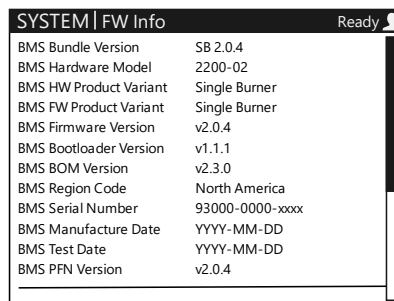 SYSTEM | FW Info Ready
BMS Bundle Version SB 2.0.4
BMS Hardware Model 2200-02
BMS HW Product Variant Single Burner
BMS FW Product Variant Single Burner
BMS Firmware Version v2.0.4
BMS Bootloader Version v1.1.1
BMS BOM Version v2.3.0
BMS Region Code North America
BMS Serial Number 93000-0000-xxxx
BMS Manufacture Date YYYY-MM-DD
BMS Test Date YYYY-MM-DD
BMS PFN Version v2.0.4